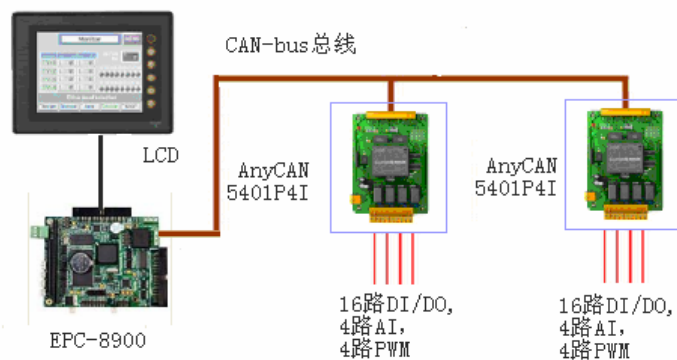 Monitor
CAN-bus总线
LCD
AnyCAN
5401P4I
AnyCAN
5401P4I
EPC-8900
16路DI/DO,
4路AI,
4路PWM
16路DI/DO,
4路AI,
4路PWM